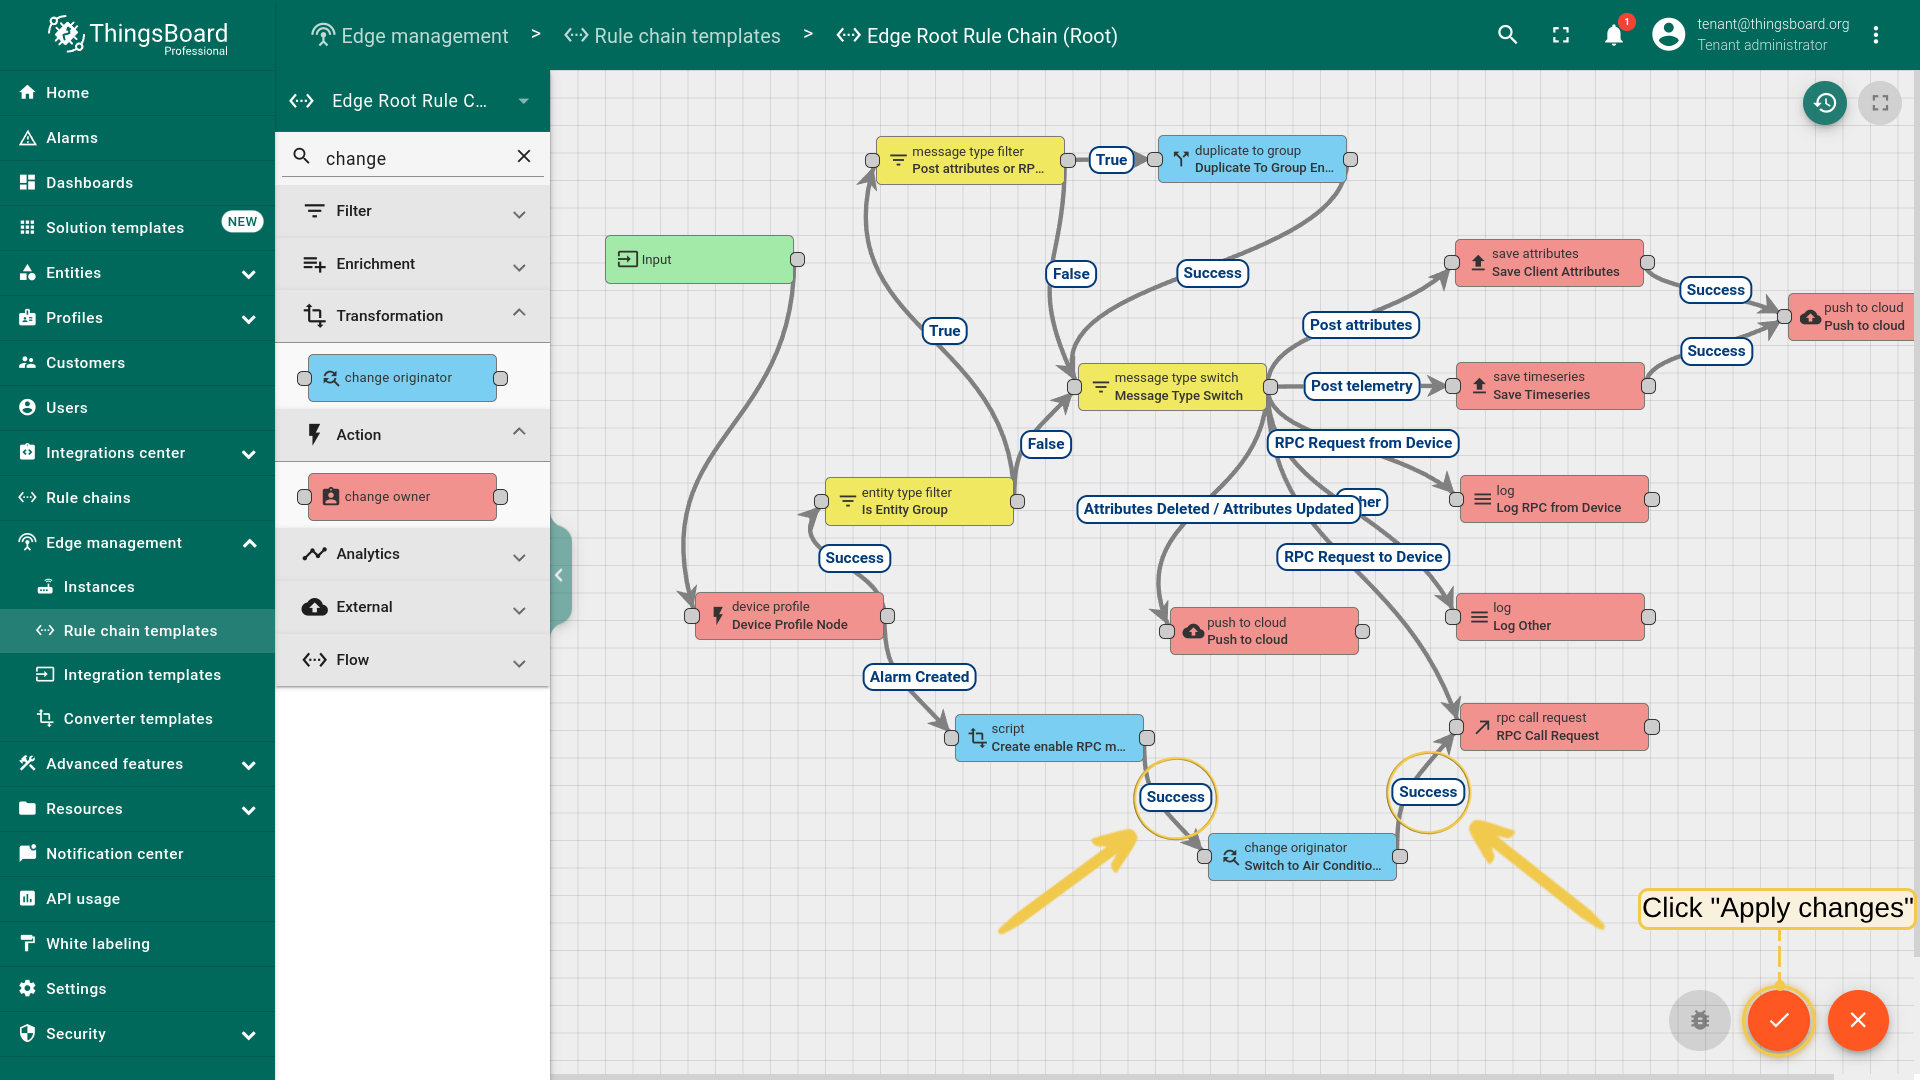 ThingsBoard
Professional
Edge management > Rule chain templates > Edge Root Rule Chain (Root)
1
tenant@thingsboard.org
Tenant administrator
Home
Alarms
Dashboards
Solution templates
NEW
Entities
Profiles
Customers
Users
Integrations center
Rule chains
Edge management
Instances
Rule chain templates
Integration templates
Converter templates
Advanced features
Resources
Notification center
API usage
White labeling
Settings
Security
Edge Root Rule C...
change
Filter
Enrichment
Transformation
change originator
Action
change owner
Analytics
External
Flow
message type filter
Post attributes or RP...
True
duplicate to group
Duplicate To Group En...
Input
False
Success
save attributes
Save Client Attributes
Success
push to cloud
Push to cloud
True
Post attributes
Success
message type switch
Message Type Switch
Post telemetry
save timeseries
Save Timeseries
False
RPC Request from Device
entity type filter
Is Entity Group
Attributes Deleted / Attributes Updated
log
Log RPC from Device
Success
RPC Request to Device
device profile
Device Profile Node
push to cloud
Push to cloud
log
Log Other
Alarm Created
script
Create enable RPC m...
rpc call request
RPC Call Request
Success
Success
change originator
Switch to Air Conditio...
Click "Apply changes"